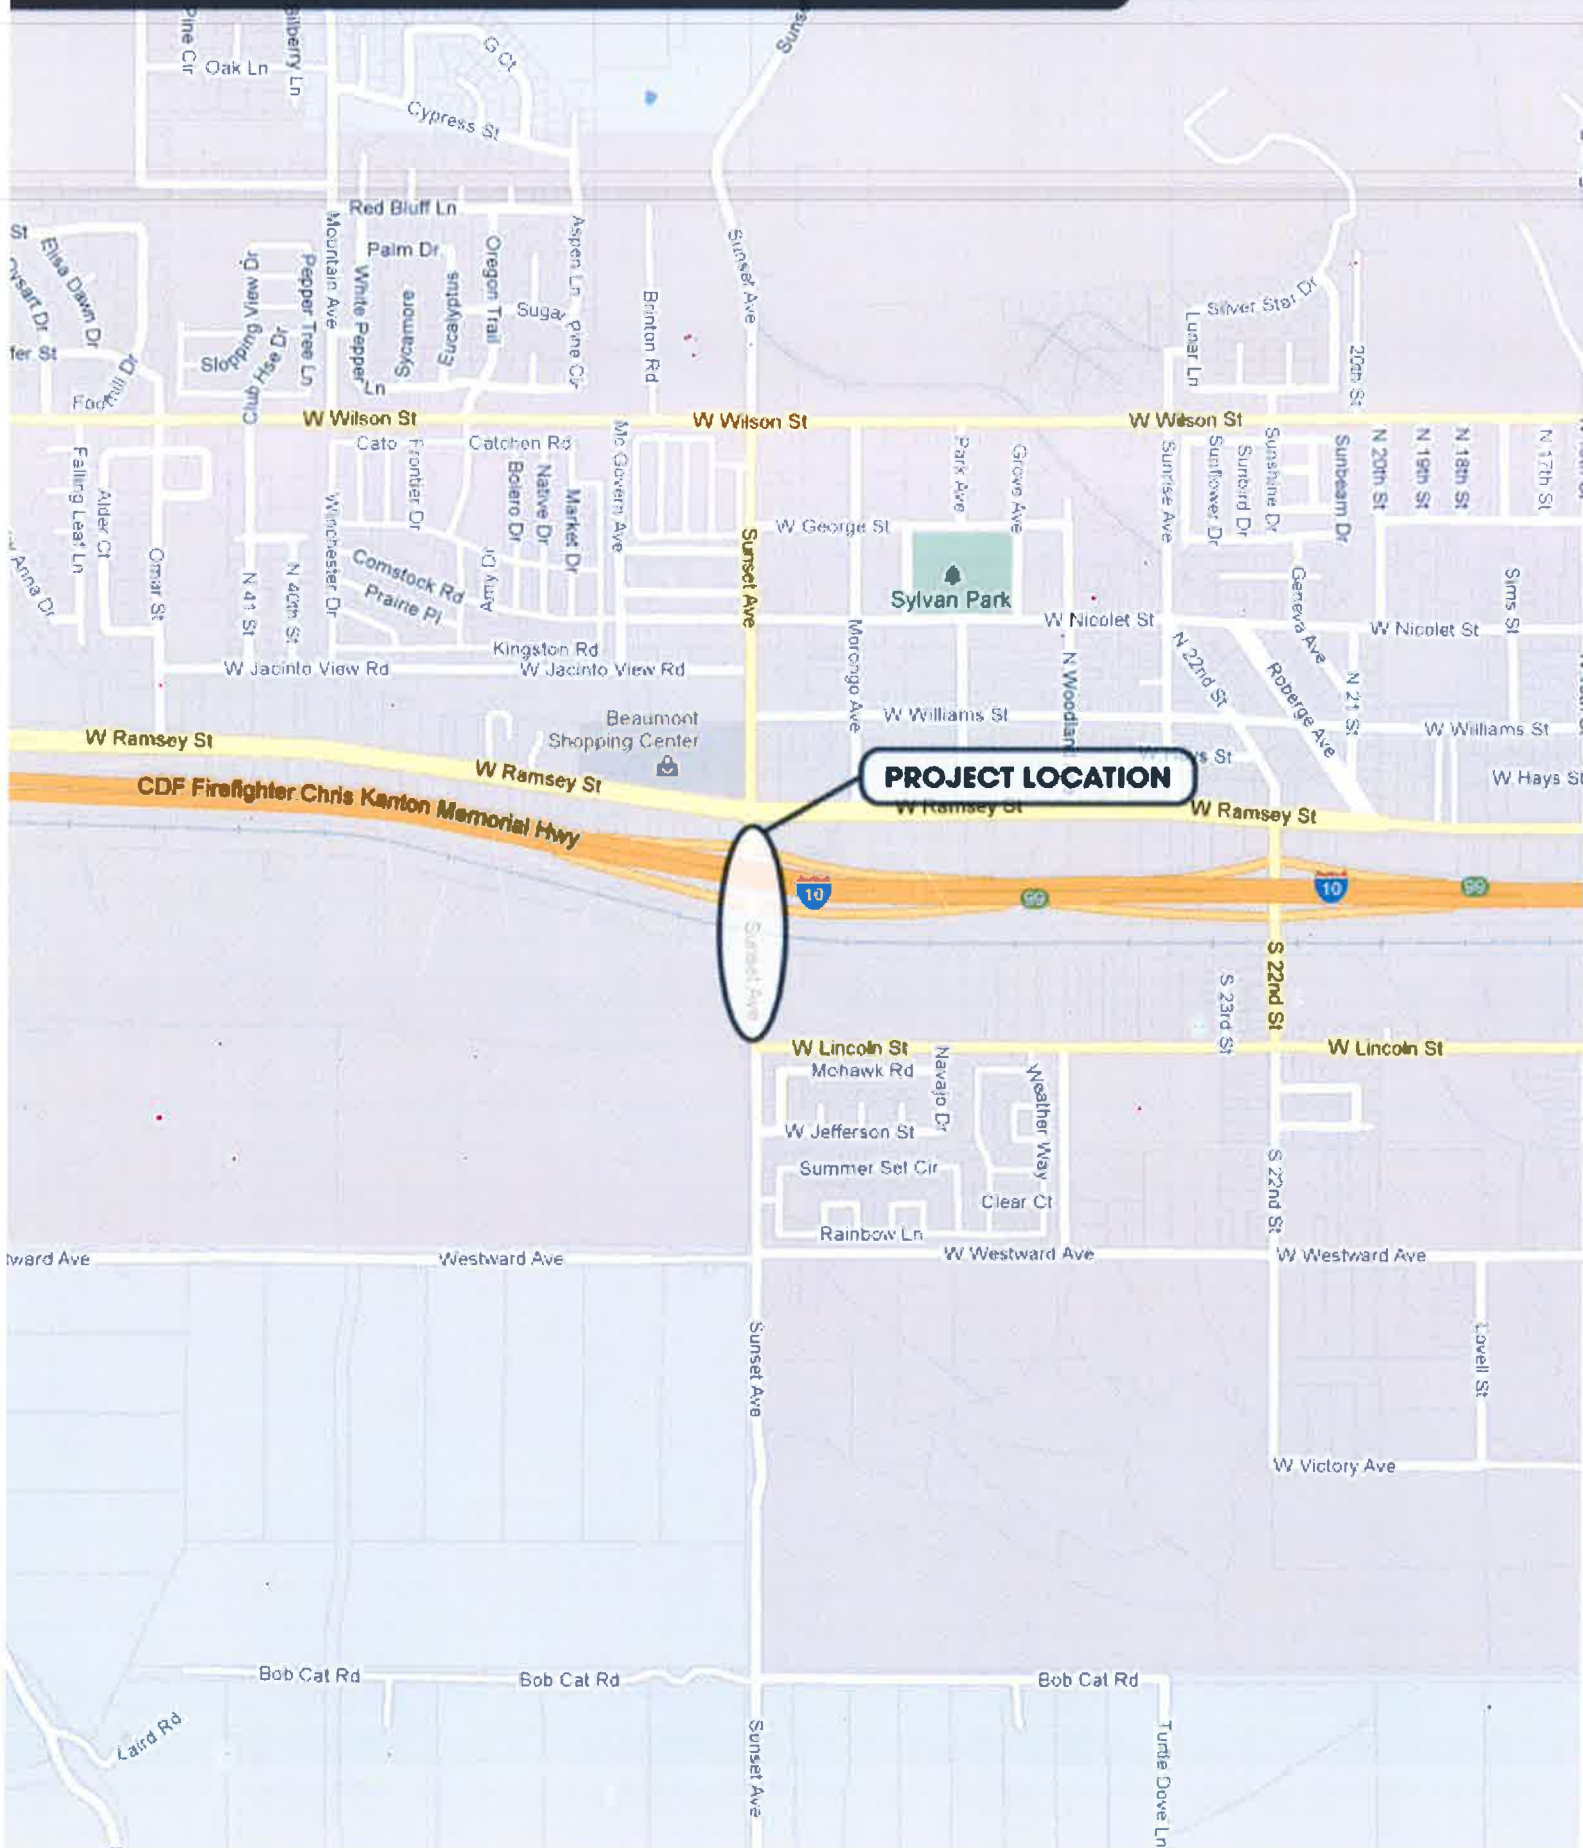 Pine Cir
Oak Ln
G Ct
Cypress St
Red Bluff Ln
St
Elisa Dawn Dr
Mountain Ave
Palm Dr
Oregon Trail
Aspen Ln
Sunset Ave
Pepper Tree Ln
White Pepper
Ln
Sycamore
Eucalyptus
Sugar Pine Cir
Brinton Rd
Silver Star Dr
Lunar Ln
20th St
fer St
Foothill Dr
Club Hse Dr
W Wilson St
W Wilson St
W Wilson St
Cato
Frontier Dr
Catchon Rd
Mc Govern Ave
Park Ave
Grove Ave
Sunrise Ave
Sunflower Dr
Sunbird Dr
Sunshine Dr
Sunbeam Dr
N 20th St
N 19th St
N 18th St
N 17th St
Falling Leaf Ln
Alder Ct
Omar St
Anna Dr
N 41 St
N 40th St
Winchester Dr
Comstock Rd
Prairie Pl
Amy Dr
Bolero Dr
Native Dr
Market Dr
Sunset Ave
W George St
Sylvan Park
W Nicolet St
Geneva Ave
Sims St
W Nicolet St
Kingston Rd
W Jacinto View Rd
W Jacinto View Rd
Morongo Ave
N Woodland
N 22nd St
Roberge Ave
N 21 St
W Williams St
W Williams St
Beaumont
Shopping Center
W Ramsey St
W Ramsey St
PROJECT LOCATION
W Hays St
W Ramsey St
W Ramsey St
CDF Firefighter Chris Kanton Memorial Hwy
10
99
10
99
Sunset Ave
S 23rd St
S 22nd St
W Lincoln St
W Lincoln St
Mohawk Rd
Navajo Dr
Weather Way
W Jefferson St
Summer Set Cir
Clear Ct
Rainbow Ln
S 22nd St
tward Ave
Westward Ave
W Westward Ave
W Westward Ave
Sunset Ave
Lovell St
W Victory Ave
Bob Cat Rd
Bob Cat Rd
Bob Cat Rd
Laird Rd
Sunset Ave
Turtle Dove Ln